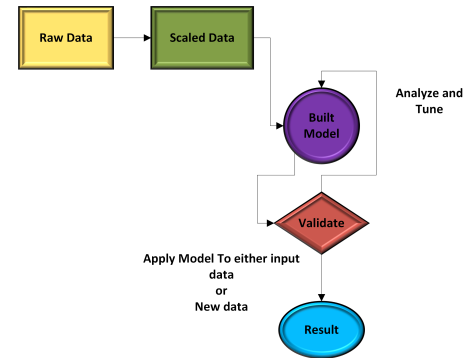 Raw Data
Scaled Data
Analyze and
Tune
Built
Model
Validate
Apply Model To either input
data
or
New data
Result